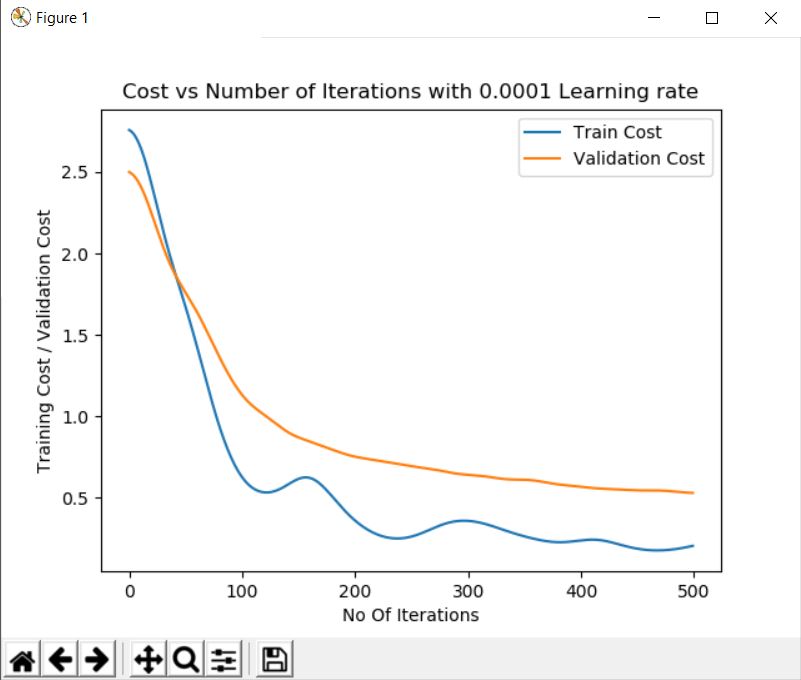 Figure 1
Cost vs Number of Iterations with 0.0001 Learning rate
Train Cost
Validation Cost
Training Cost / Validation Cost
2.5
2.0
1.5
1.0
0.5
0 100 200 300 400 500
No Of Iterations